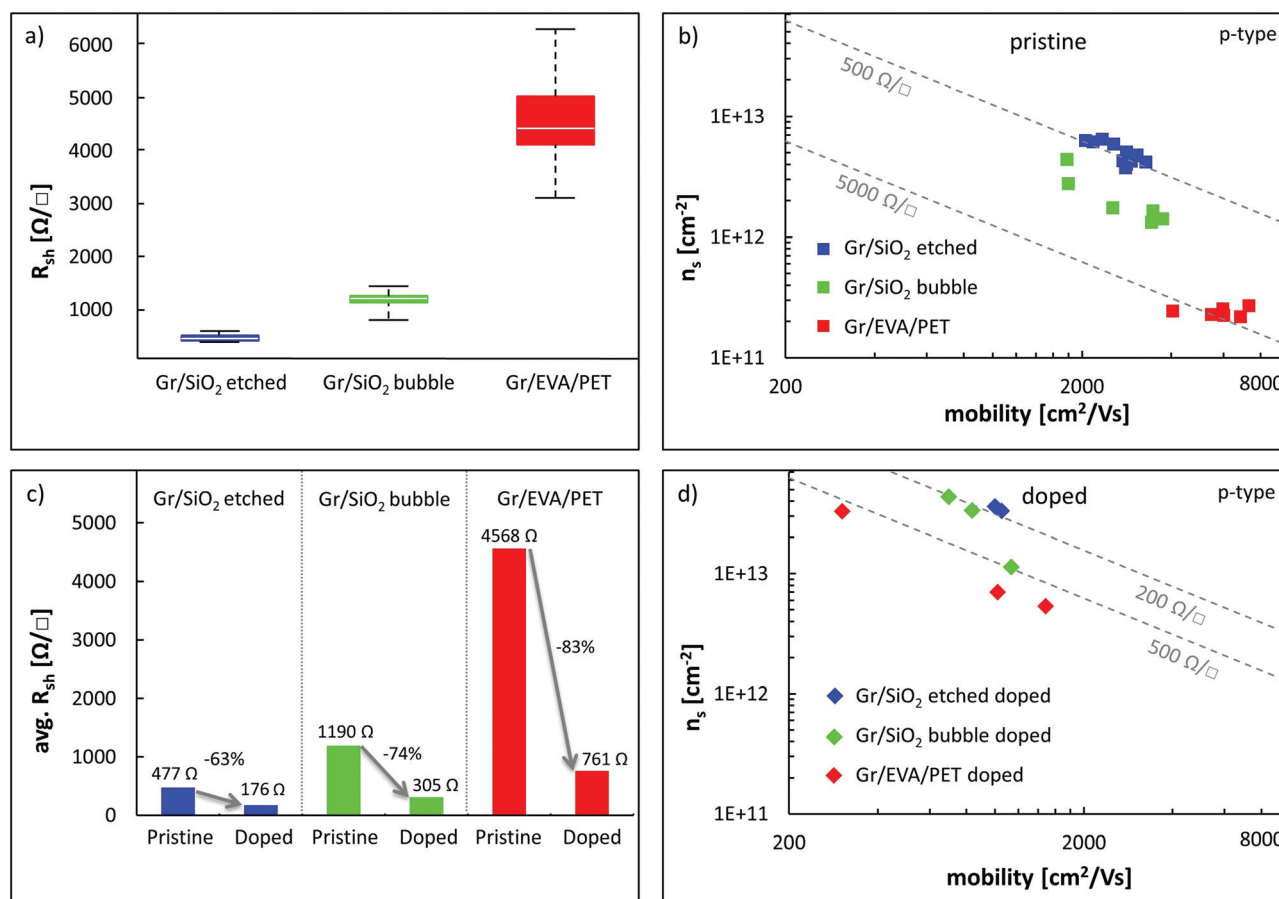 a)
6000
5000
4000
3000
2000
1000
R_sh [Ω/□]
Gr/SiO₂ etched
Gr/SiO₂ bubble
Gr/EVA/PET
b)
pristine
p-type
500 Ω/□
5000 Ω/□
1E+13
1E+12
1E+11
n_s [cm⁻²]
Gr/SiO₂ etched
Gr/SiO₂ bubble
Gr/EVA/PET
200
2000
8000
mobility [cm²/Vs]
c)
Gr/SiO₂ etched
Gr/SiO₂ bubble
Gr/EVA/PET
5000
4000
3000
2000
1000
0
avg. R_sh [Ω/□]
477 Ω
-63%
176 Ω
1190 Ω
-74%
305 Ω
4568 Ω
-83%
761 Ω
Pristine
Doped
Pristine
Doped
Pristine
Doped
d)
doped
p-type
200 Ω/□
500 Ω/□
1E+13
1E+12
1E+11
n_s [cm⁻²]
Gr/SiO₂ etched doped
Gr/SiO₂ bubble doped
Gr/EVA/PET doped
200
2000
8000
mobility [cm²/Vs]